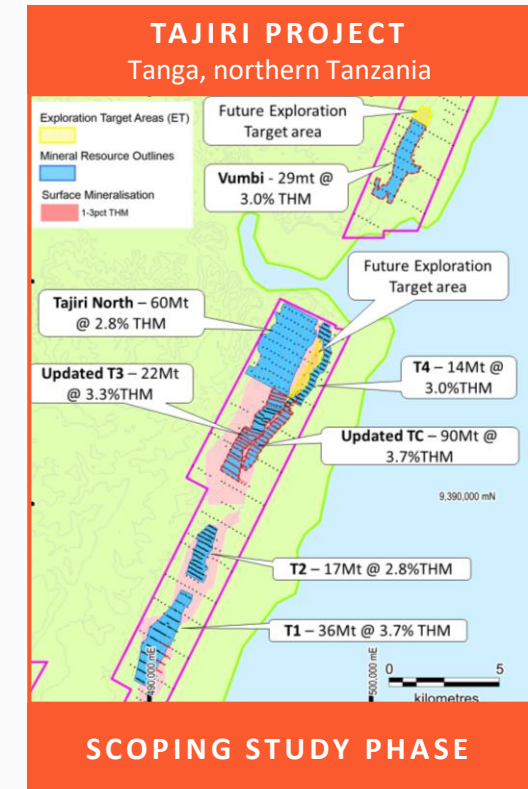 TAJIRI PROJECT
Tanga, northern Tanzania
Exploration Target Areas (ET)
Mineral Resource Outlines
Surface Mineralisation
1-3pct THM
Future Exploration
Target area
Vumbi - 29mt @
3.0% THM
Future Exploration
Target area
Tajiri North – 60Mt
@ 2.8% THM
Updated T3 – 22Mt
@ 3.3%THM
T4 – 14Mt @
3.0%THM
Updated TC – 90Mt @
3.7%THM
9,390,000 mN
T2 – 17Mt @ 2.8%THM
T1 – 36Mt @ 3.7% THM
490,000 mE
500,000 mE
0 5
kilometres
SCOPING STUDY PHASE